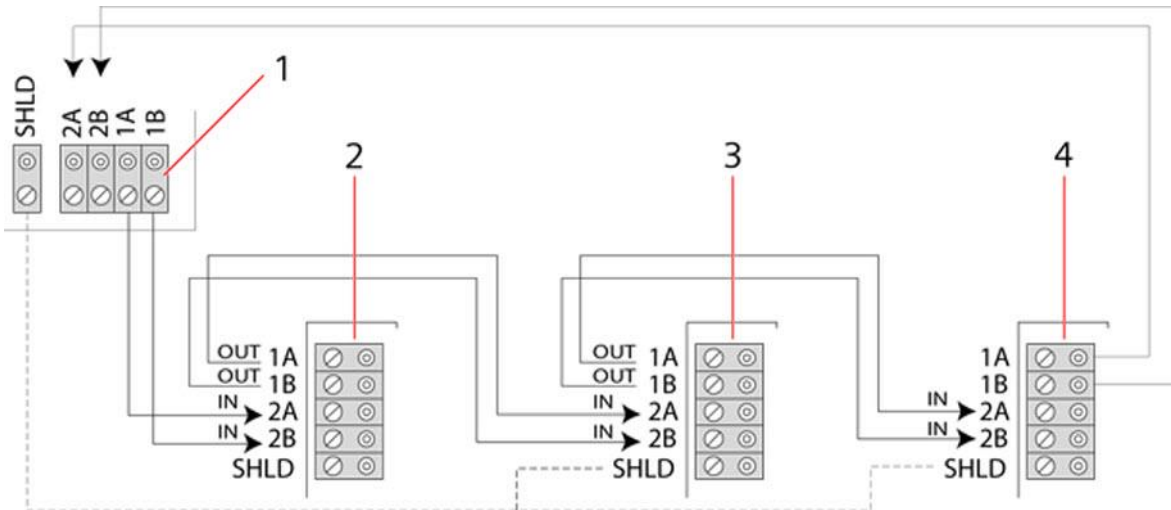 1
SHLD
2A
2B
1A
1B
2
3
4
OUT 1A
OUT 1B
IN 2A
IN 2B
SHLD
OUT 1A
OUT 1B
IN 2A
IN 2B
SHLD
1A
1B
IN 2A
IN 2B
SHLD